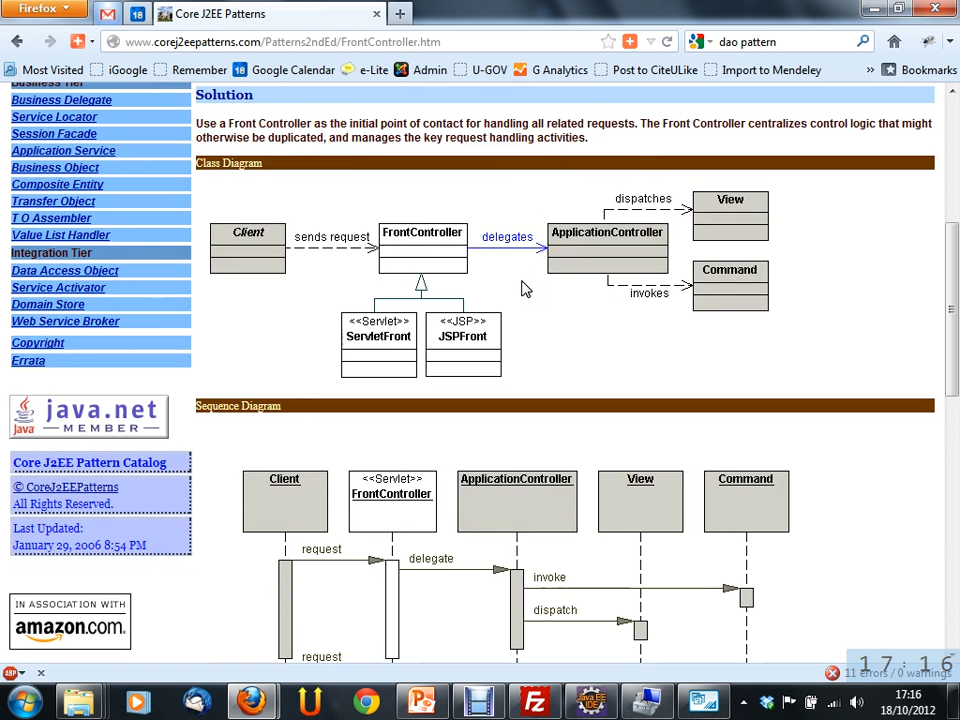 Firefox
Core J2EE Patterns
www.corej2eepatterns.com/Patterns2ndEd/FrontController.htm
dao pattern
Most Visited
iGoogle
Remember
18
Google Calendar
e-Lite
Admin
U-GOV
G Analytics
Post to CiteULike
Import to Mendeley
»
Bookmarks
Business Tier
Business Delegate
Service Locator
Session Facade
Application Service
Business Object
Composite Entity
Transfer Object
T O Assembler
Value List Handler
Integration Tier
Data Access Object
Service Activator
Domain Store
Web Service Broker
Copyright
Errata
java.net
Java
MEMBER
Core J2EE Pattern Catalog
© CoreJ2EEPatterns
All Rights Reserved.
Last Updated:
January 29, 2006 8:54 PM
IN ASSOCIATION WITH
amazon.com.
Solution
Use a Front Controller as the initial point of contact for handling all related requests. The Front Controller centralizes control logic that might
otherwise be duplicated, and manages the key request handling activities.
Class Diagram
Client
sends request
FrontController
delegates
ApplicationController
dispatches
View
invokes
Command
<<Servlet>>
ServletFront
<<JSP>>
JSPFront
Sequence Diagram
Client
<<Servlet>>
FrontController
ApplicationController
View
Command
request
delegate
invoke
dispatch
request
ABP
11 errors / 0 warnings
17:16
Java EE
IDE
17:16
18/10/2012